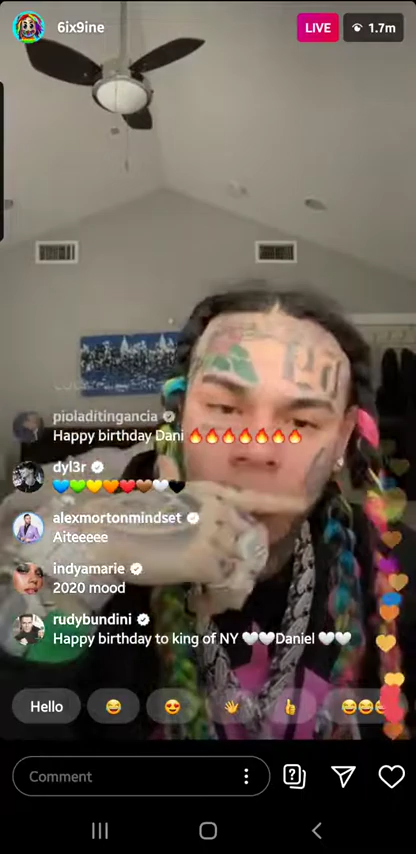 6ix9ine
LIVE
1.7m
pioladitingancia
Happy birthday Dani 🔥🔥🔥🔥🔥🔥🔥
dyl3r
💙💚💛🧡❤️🤎🤍🖤
alexmortonmindset
Aiteeeee
indyamarie
2020 mood
rudybundini
Happy birthday to king of NY 🤍🤍Daniel 🤍🤍
Hello 😂 😍 👋 👍 😂😂😂
Comment